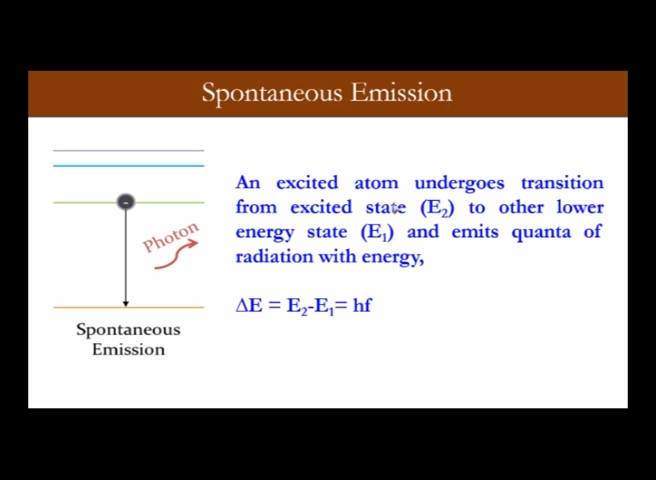 Spontaneous Emission
An excited atom undergoes transition
from excited state (E₂) to other lower
energy state (E₁) and emits quanta of
radiation with energy,
ΔE = E₂-E₁= hf
-
Photon
Spontaneous
Emission